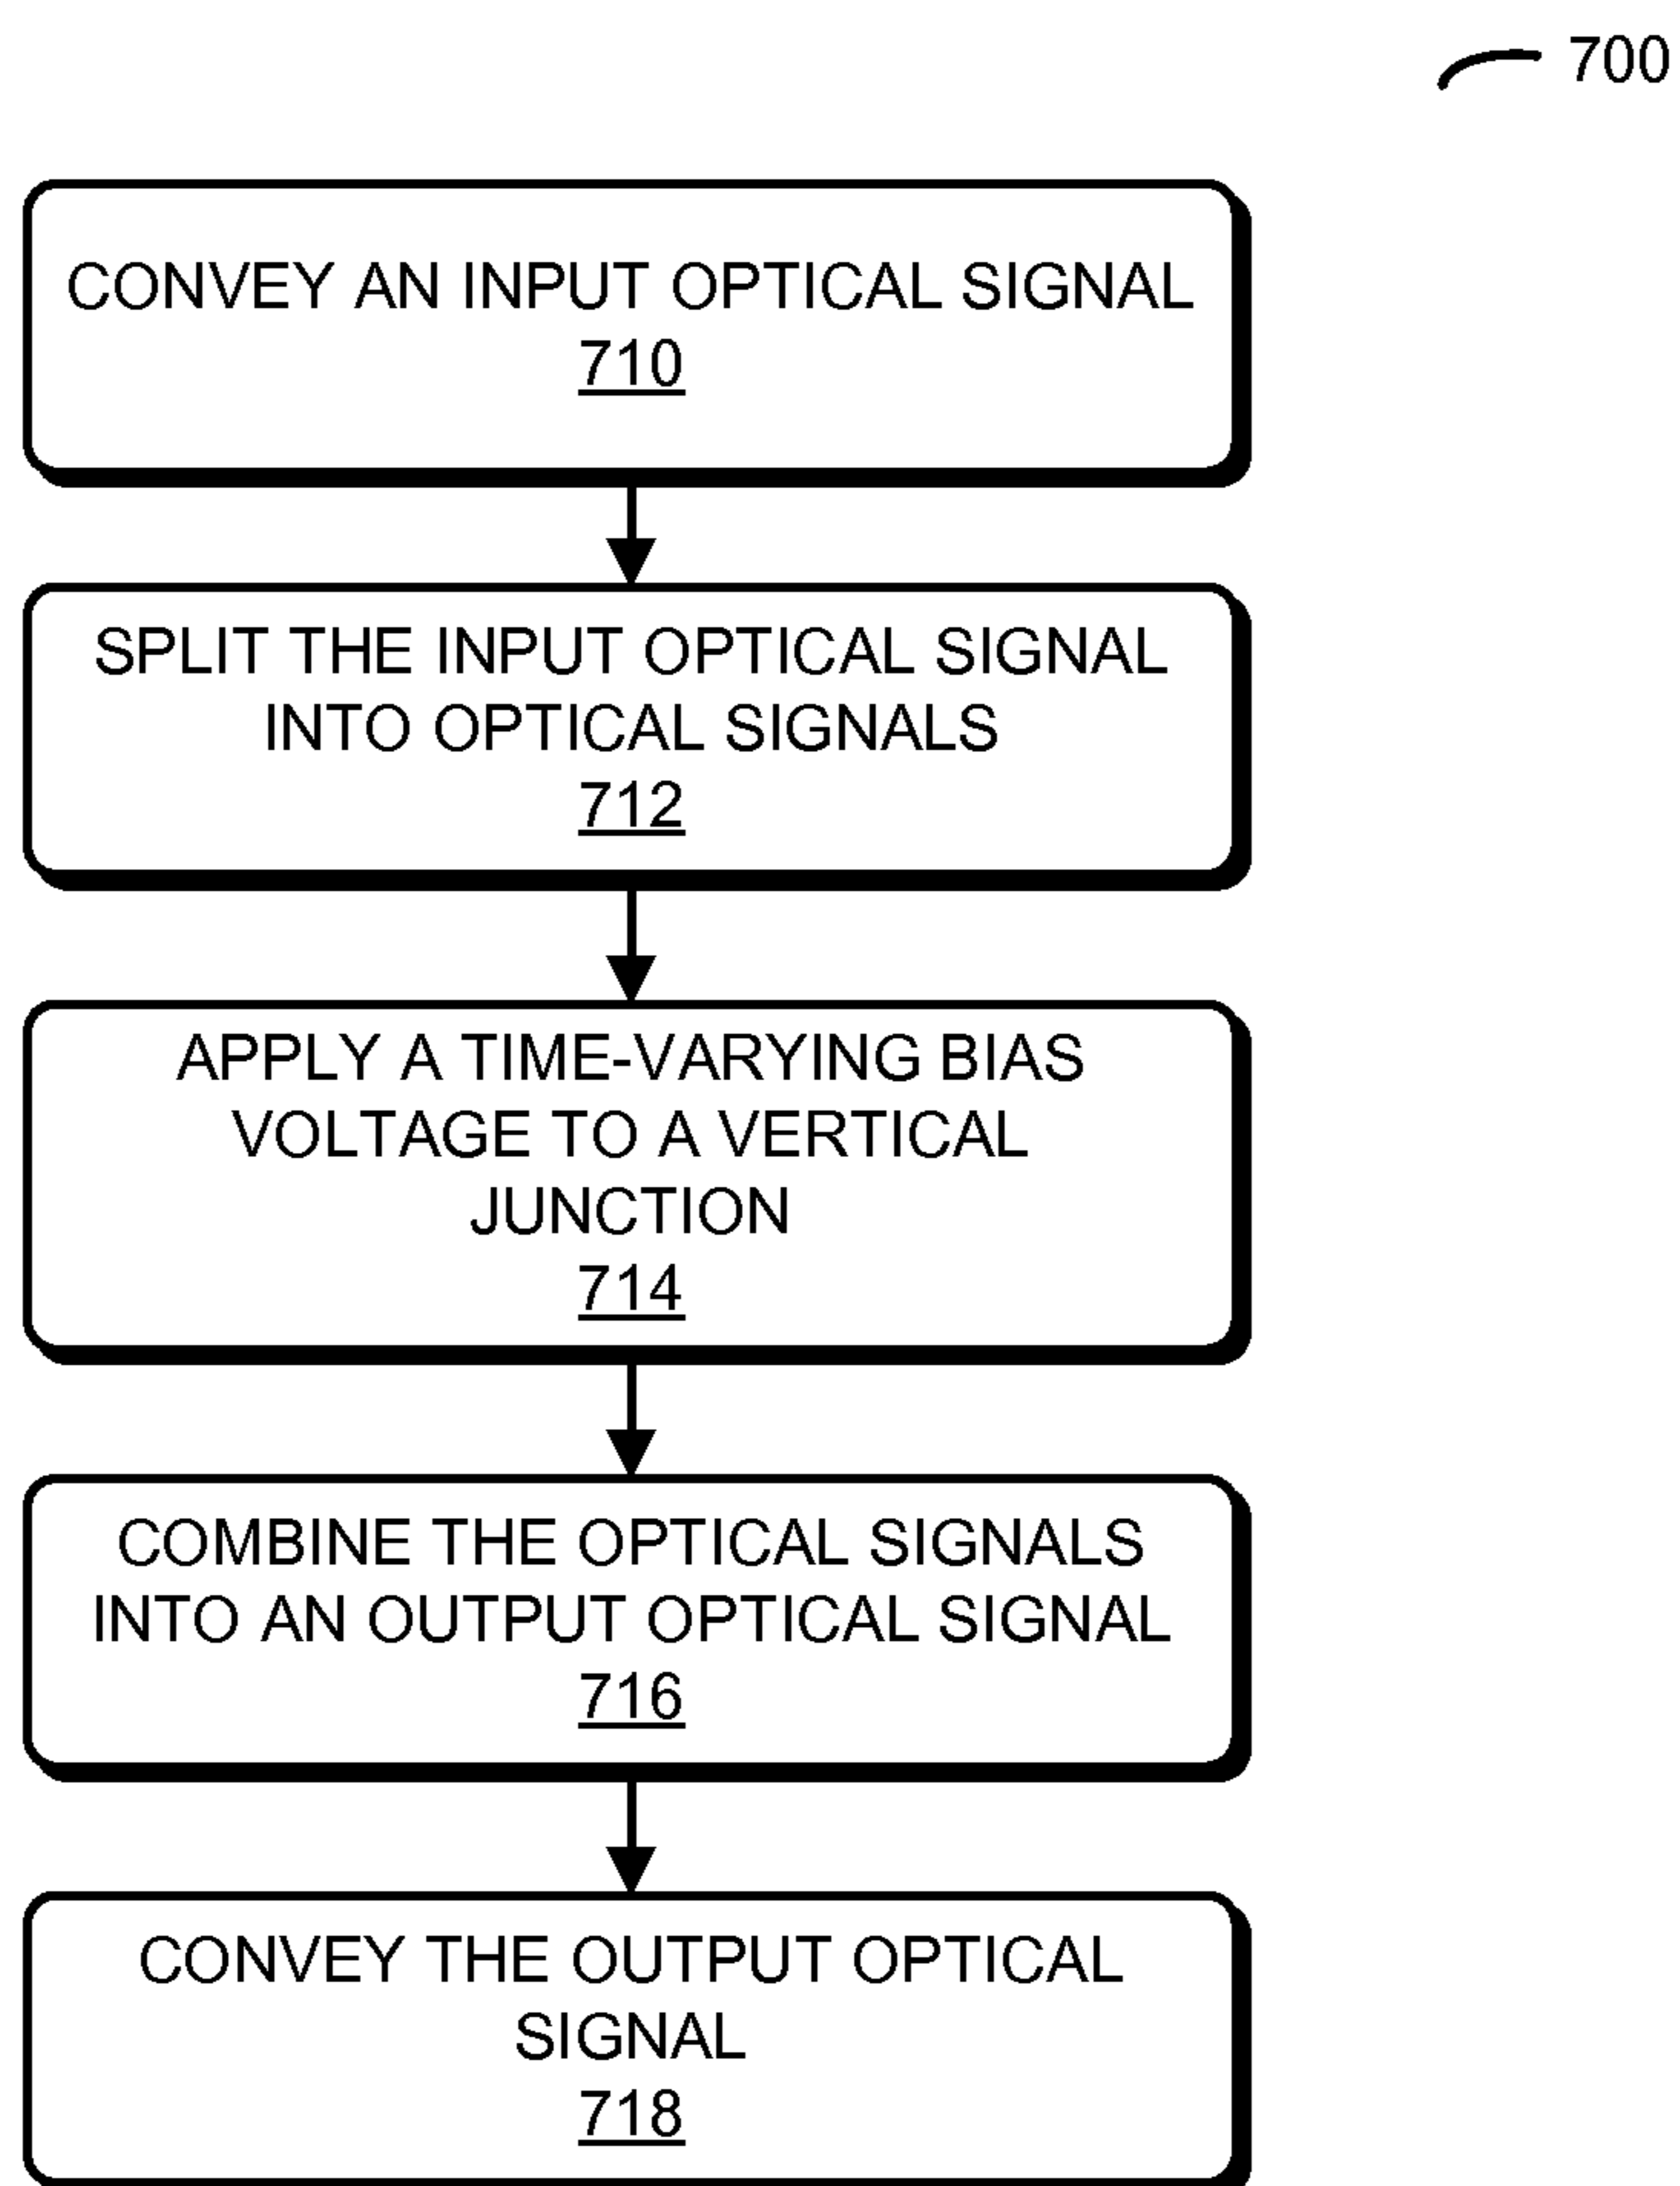 700
CONVEY AN INPUT OPTICAL SIGNAL
710
SPLIT THE INPUT OPTICAL SIGNAL
INTO OPTICAL SIGNALS
712
APPLY A TIME-VARYING BIAS
VOLTAGE TO A VERTICAL
JUNCTION
714
COMBINE THE OPTICAL SIGNALS
INTO AN OUTPUT OPTICAL SIGNAL
716
CONVEY THE OUTPUT OPTICAL
SIGNAL
718